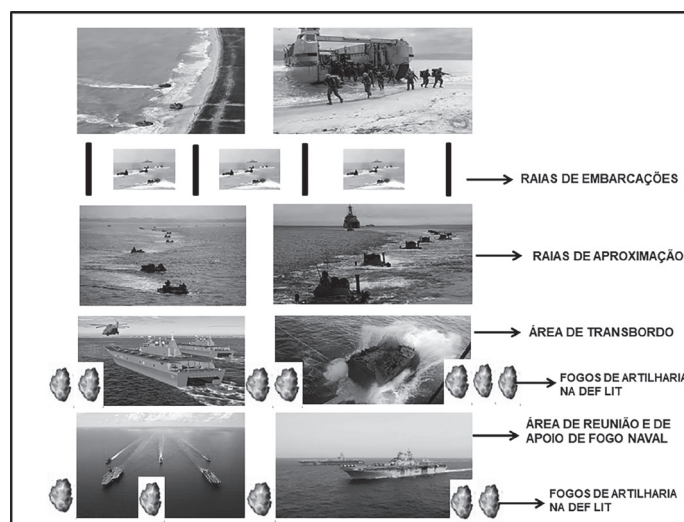 RAIAS DE EMBARCAÇÕES
RAIAS DE APROXIMAÇÃO
ÁREA DE TRANSBORDO
FOGOS DE ARTILHARIA
NA DEF LIT
ÁREA DE REUNIÃO E DE
APOIO DE FOGO NAVAL
FOGOS DE ARTILHARIA
NA DEF LIT